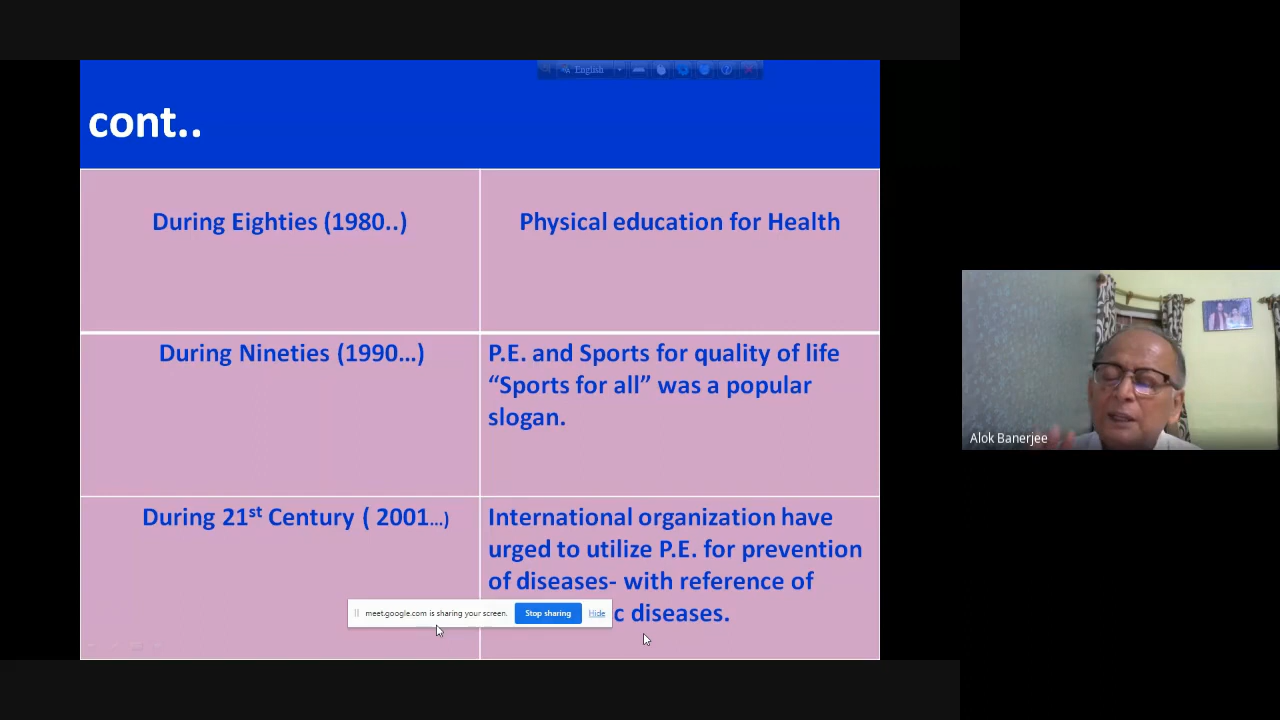 English
cont..
During Eighties (1980..)
Physical education for Health
During Nineties (1990...)
P.E. and Sports for quality of life
“Sports for all” was a popular
slogan.
During 21st Century ( 2001...)
International organization have
urged to utilize P.E. for prevention
of diseases- with reference of
c diseases.
meet.google.com is sharing your screen.
Stop sharing
Hide
Alok Banerjee